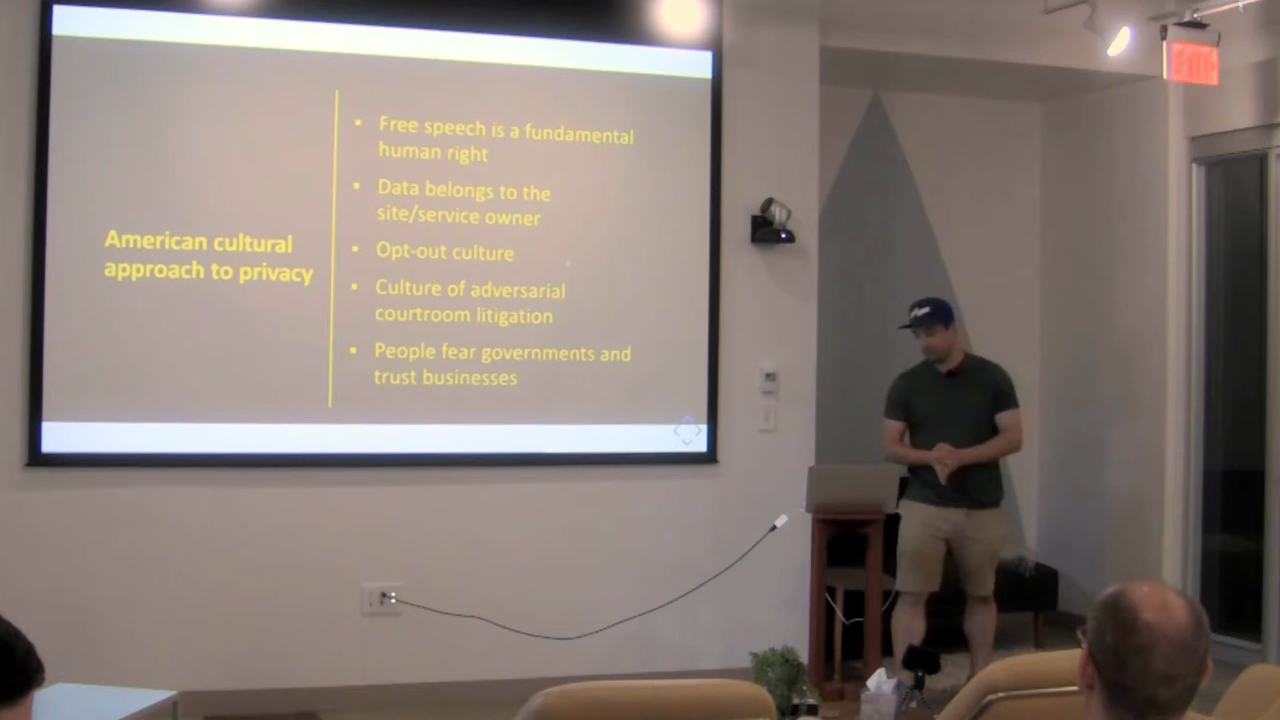 American cultural
approach to privacy
▪ Free speech is a fundamental
human right
▪ Data belongs to the
site/service owner
▪ Opt-out culture
▪ Culture of adversarial
courtroom litigation
▪ People fear governments and
trust businesses
EXIT